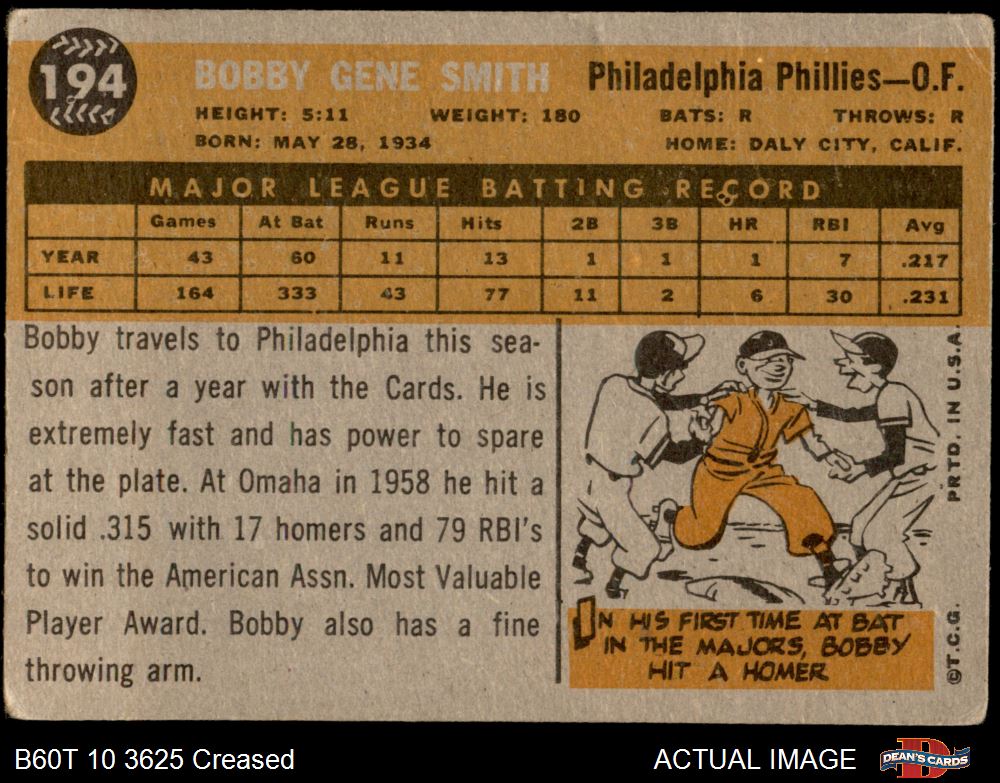 194
BOBBY GENE SMITH Philadelphia Phillies—O.F.
HEIGHT: 5:11 WEIGHT: 180 BATS: R THROWS: R
BORN: MAY 28, 1934 HOME: DALY CITY, CALIF.
MAJOR LEAGUE BATTING RECORD
Games At Bat Runs Hits 2B 3B HR RBI Avg
YEAR 43 60 11 13 1 1 1 7 .217
LIFE 164 333 43 77 11 2 6 30 .231
Bobby travels to Philadelphia this sea-
son after a year with the Cards. He is
extremely fast and has power to spare
at the plate. At Omaha in 1958 he hit a
solid .315 with 17 homers and 79 RBI's
to win the American Assn. Most Valuable
Player Award. Bobby also has a fine
throwing arm.
IN HIS FIRST TIME AT BAT
IN THE MAJORS, BOBBY
HIT A HOMER
©T.C.G. PRTD. IN U.S.A.
B60T 10 3625 Creased ACTUAL IMAGE
DEAN'S CARDS